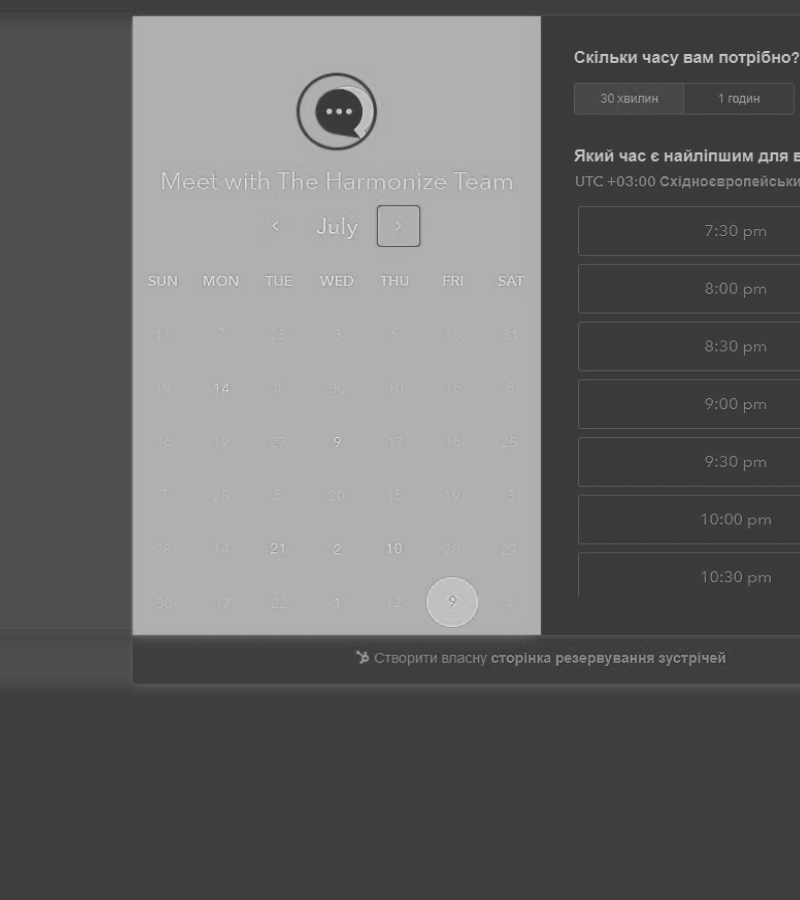 Meet with The Harmonize Team
July
SUN MON TUE WED THU FRI SAT
11 7 25 3 6 30 31
19 14 4 30 10 16 8
16 19 27 9 17 16 25
7 28 5 20 15 19 3
26 14 21 2 10 28 27
30 17 22 1 12 9 4
Скільки часу вам потрібно?
30 хвилин 1 годин
Який час є найліпшим для в
UTC +03:00 Східноєвропейськи
7:30 pm
8:00 pm
8:30 pm
9:00 pm
9:30 pm
10:00 pm
10:30 pm
Створити власну сторінка резервування зустрічей